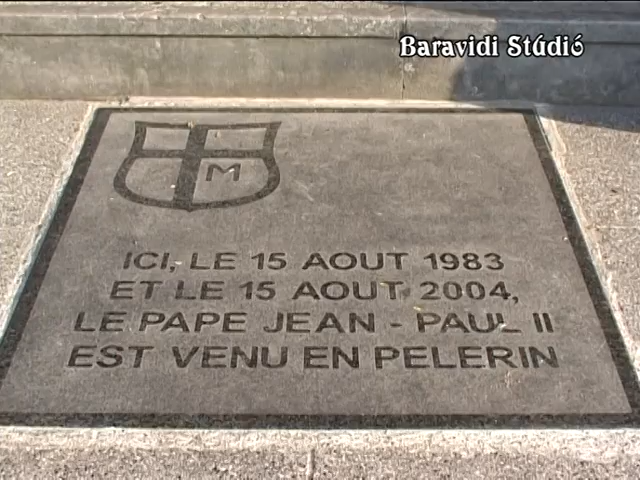 Baravidi Stúdió
M
ICI, LE 15 AOUT 1983
ET LE 15 AOUT 2004,
LE PAPE JEAN - PAUL II
EST VENU EN PELERIN